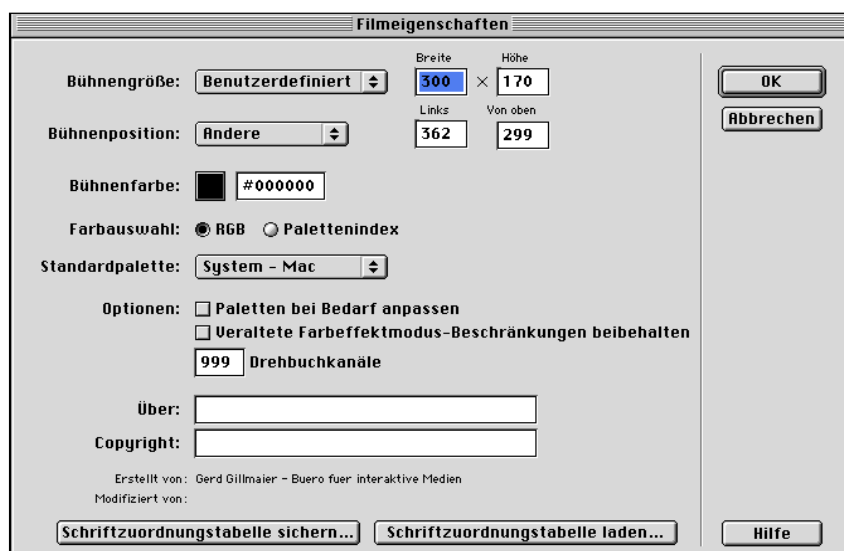 Filmeigenschaften
Breite Höhe
Bühnengröße: Benutzerdefiniert 300 × 170 OK
Links Von oben
Bühnenposition: Andere 362 299 Abbrechen
Bühnenfarbe: #000000
Farbauswahl: RGB Palettenindex
Standardpalette: System - Mac
Optionen: Paletten bei Bedarf anpassen
Veraltete Farbeffektmodus-Beschränkungen beibehalten
999 Drehbuchkanäle
Über:
Copyright:
Erstellt von: Gerd Gillmaier - Buero fuer interaktive Medien
Modifiziert von:
Schriftzuordnungstabelle sichern... Schriftzuordnungstabelle laden... Hilfe